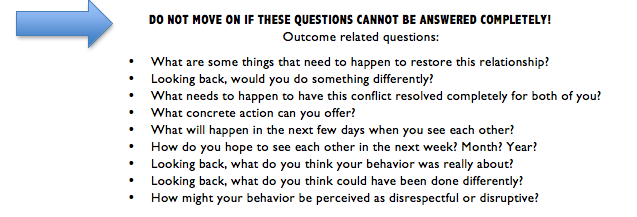 DO NOT MOVE ON IF THESE QUESTIONS CANNOT BE ANSWERED COMPLETELY!
Outcome related questions:
• What are some things that need to happen to restore this relationship?
• Looking back, would you do something differently?
• What needs to happen to have this conflict resolved completely for both of you?
• What concrete action can you offer?
• What will happen in the next few days when you see each other?
• How do you hope to see each other in the next week? Month? Year?
• Looking back, what do you think your behavior was really about?
• Looking back, what do you think could have been done differently?
• How might your behavior be perceived as disrespectful or disruptive?